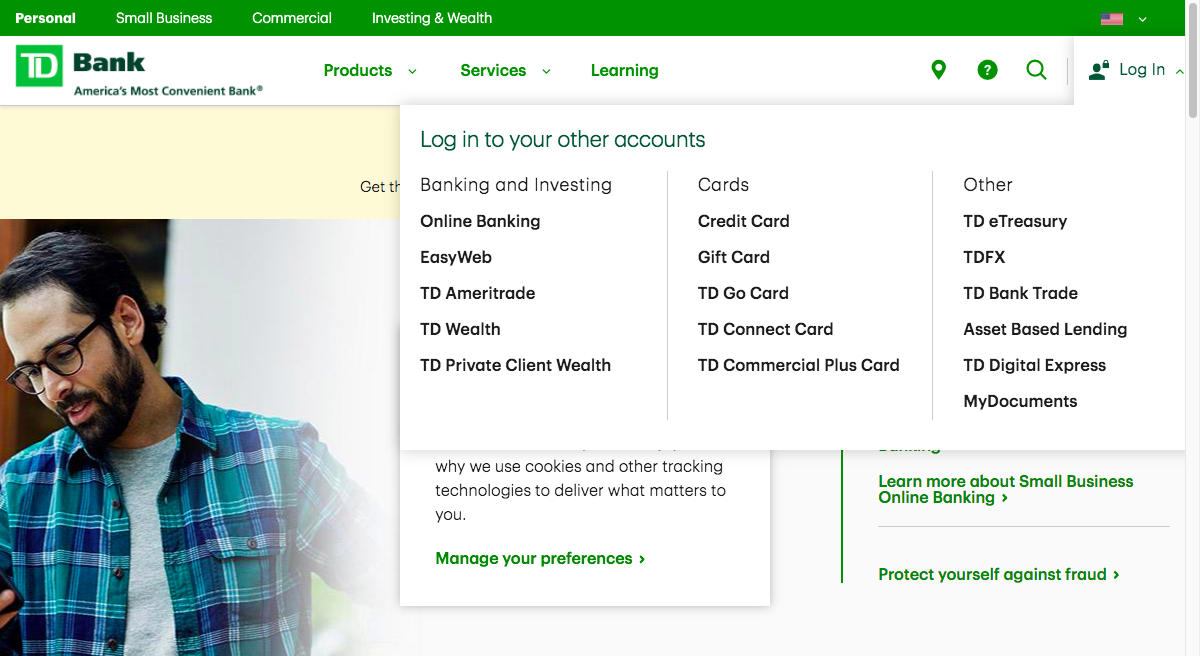 Personal
Small Business
Commercial
Investing & Wealth
TD Bank
America's Most Convenient Bank®
Products
Services
Learning
?
Log In
Get
Log in to your other accounts
Banking and Investing
Online Banking
EasyWeb
TD Ameritrade
TD Wealth
TD Private Client Wealth
Cards
Credit Card
Gift Card
TD Go Card
TD Connect Card
TD Commercial Plus Card
Other
TD eTreasury
TDFX
TD Bank Trade
Asset Based Lending
TD Digital Express
MyDocuments
why we use cookies and other tracking
technologies to deliver what matters to
you.
Manage your preferences ›
Banking
Learn more about Small Business
Online Banking ›
Protect yourself against fraud ›